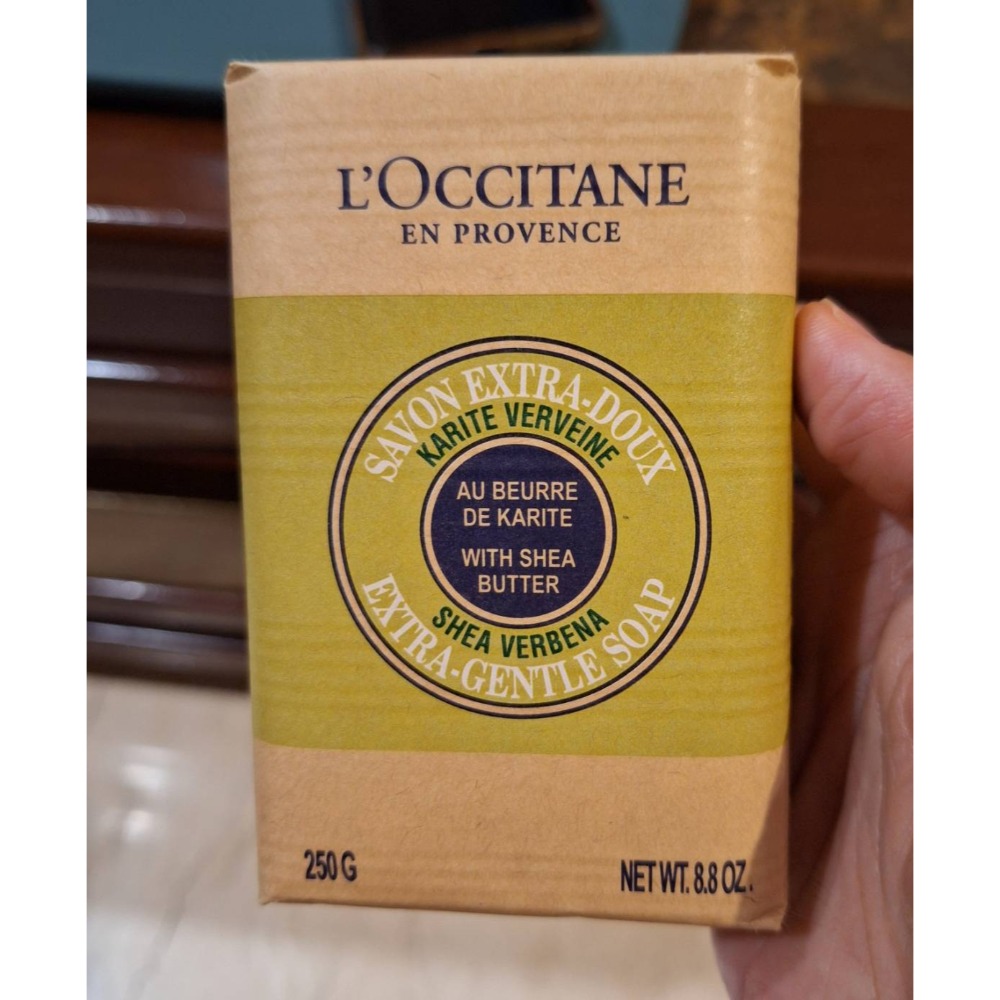 L'OCCITANE
EN PROVENCE
SAVON EXTRA-DOUX
KARITE VERVEINE
AU BEURRE
DE KARITE
WITH SHEA
BUTTER
SHEA VERBENA
EXTRA-GENTLE SOAP
250 G
NET WT. 8.8 OZ.